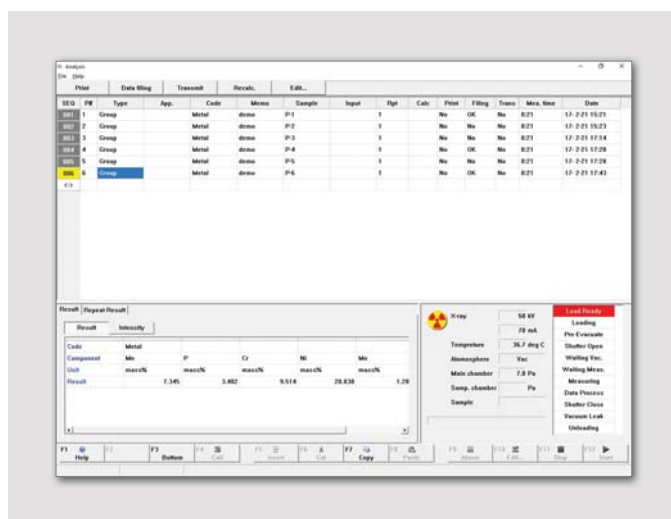 Analysis
File Help
Print Data filing Transmit Recalc. Edit...
SEQ P# Type App. Code Memo Sample Input Rpt Calc Print Filing Trans Mea. time Date
001 1 Group Metal demo P-1 1 No OK No 8:21 17- 2-21 15:21
002 2 Group Metal demo P-2 1 No No No 8:21 17- 2-21 15:23
003 3 Group Metal demo P-3 1 No No No 8:21 17- 2-21 17:14
004 4 Group Metal demo P-4 1 No OK No 8:21 17- 2-21 17:28
005 5 Group Metal demo P-5 1 No No No 8:21 17- 2-21 17:28
006 6 Group Metal demo P-6 1 No OK No 8:21 17- 2-21 17:43
Result Repeat Result
Result Intensity
Code Metal
Component Mn P Cr Ni Mo
Unit mass% mass% mass% mass%
Result 7.345 3.402 9.514 20.838 1.20
X-ray 50 kV
70 mA
Tempreture 36.7 deg C
Atomosphere Vac
Main chamber 7.8 Pa
Samp. chamber Pa
Sample
Load Ready
Loading
Pre Evacuate
Shutter Open
Waiting Vac.
Waiting Meas.
Measuring
Data Process
Shutter Close
Vacuum Leak
Unloading
F1 Help F2 F3 Bottom F4 Call F5 Insert F6 Cut F7 Copy F8 Paste F9 Above F10 Edit... F11 Stop F12 Start